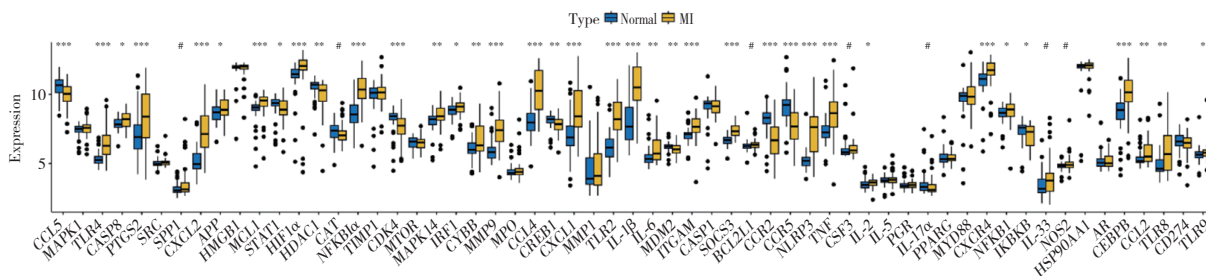 Type Normal MI
*** *** * *** # *** * *** * *** ** # *** *** ** * ** *** *** ** *** *** *** ** ** *** *** # *** *** *** *** # * # *** * * # # *** ** ** *
Expression
10
5
CCL5 MAPK1 TLR4 CASP8 PTGS2 SRC SEP1 CXCL2 APP HMGB1 MCL1 STAT1 HIF1α HDAC1 CAT NFKB1α TIMP1 CDK4 MTOR MAPK14 IRF1 CYBB MMP9 MPO CCL4 CREB1 CXCL1 MMP1 TLR2 IL-1β IL-6 MDM2 ITGAM CASP1 SOCS3 BCL2L1 CCR2 CCR5 NLRP3 TNF CSF3 IL-2 IL-5 PGR IL-17α PPARG MYD88 CXCR4 NFKB1 IKBKB IL-33 NOS2 HSP90AA1 AR CEBPB CCL2 TLR8 CD274 TLR9